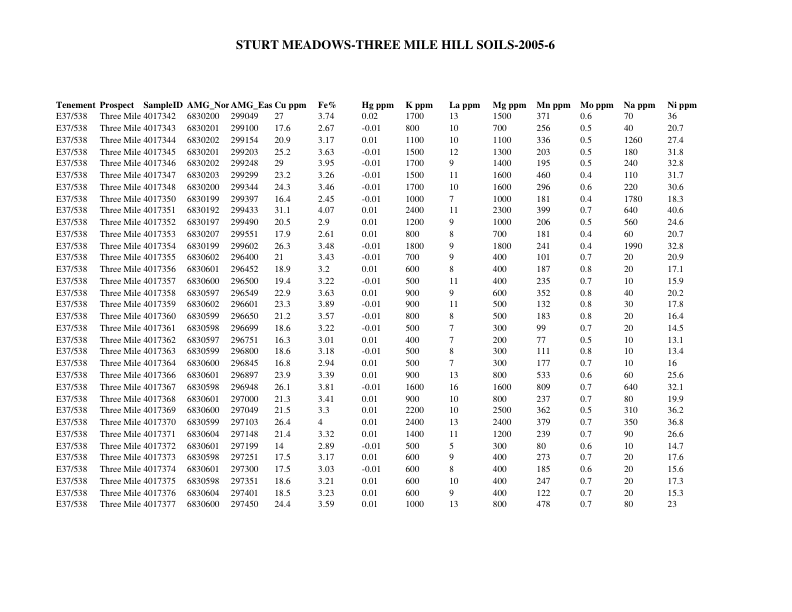 STURT MEADOWS-THREE MILE HILL SOILS-2005-6
Tenement Prospect SampleID AMG_Nor AMG_Eas Cu ppm Fe% Hg ppm K ppm La ppm Mg ppm Mn ppm Mo ppm Na ppm Ni ppm
E37/538 Three Mile 4017342 6830200 299049 27 3.74 0.02 1700 13 1500 371 0.6 70 36
E37/538 Three Mile 4017343 6830201 299100 17.6 2.67 -0.01 800 10 700 256 0.5 40 20.7
E37/538 Three Mile 4017344 6830202 299154 20.9 3.17 0.01 1100 10 1100 336 0.5 1260 27.4
E37/538 Three Mile 4017345 6830201 299203 25.2 3.63 -0.01 1500 12 1300 203 0.5 180 31.8
E37/538 Three Mile 4017346 6830202 299248 29 3.95 -0.01 1700 9 1400 195 0.5 240 32.8
E37/538 Three Mile 4017347 6830203 299299 23.2 3.26 -0.01 1500 11 1600 460 0.4 110 31.7
E37/538 Three Mile 4017348 6830200 299344 24.3 3.46 -0.01 1700 10 1600 296 0.6 220 30.6
E37/538 Three Mile 4017350 6830199 299397 16.4 2.45 -0.01 1000 7 1000 181 0.4 1780 18.3
E37/538 Three Mile 4017351 6830192 299433 31.1 4.07 0.01 2400 11 2300 399 0.7 640 40.6
E37/538 Three Mile 4017352 6830197 299490 20.5 2.9 0.01 1200 9 1000 206 0.5 560 24.6
E37/538 Three Mile 4017353 6830207 299551 17.9 2.61 0.01 800 8 700 181 0.4 60 20.7
E37/538 Three Mile 4017354 6830199 299602 26.3 3.48 -0.01 1800 9 1800 241 0.4 1990 32.8
E37/538 Three Mile 4017355 6830602 296400 21 3.43 -0.01 700 9 400 101 0.7 20 20.9
E37/538 Three Mile 4017356 6830601 296452 18.9 3.2 0.01 600 8 400 187 0.8 20 17.1
E37/538 Three Mile 4017357 6830600 296500 19.4 3.22 -0.01 500 11 400 235 0.7 10 15.9
E37/538 Three Mile 4017358 6830597 296549 22.9 3.63 0.01 900 9 600 352 0.8 40 20.2
E37/538 Three Mile 4017359 6830602 296601 23.3 3.89 -0.01 900 11 500 132 0.8 30 17.8
E37/538 Three Mile 4017360 6830599 296650 21.2 3.57 -0.01 800 8 500 183 0.8 20 16.4
E37/538 Three Mile 4017361 6830598 296699 18.6 3.22 -0.01 500 7 300 99 0.7 20 14.5
E37/538 Three Mile 4017362 6830597 296751 16.3 3.01 0.01 400 7 200 77 0.5 10 13.1
E37/538 Three Mile 4017363 6830599 296800 18.6 3.18 -0.01 500 8 300 111 0.8 10 13.4
E37/538 Three Mile 4017364 6830600 296845 16.8 2.94 0.01 500 7 300 177 0.7 10 16
E37/538 Three Mile 4017366 6830601 296897 23.9 3.39 0.01 900 13 800 533 0.6 60 25.6
E37/538 Three Mile 4017367 6830598 296948 26.1 3.81 -0.01 1600 16 1600 809 0.7 640 32.1
E37/538 Three Mile 4017368 6830601 297000 21.3 3.41 0.01 900 10 800 237 0.7 80 19.9
E37/538 Three Mile 4017369 6830600 297049 21.5 3.3 0.01 2200 10 2500 362 0.5 310 36.2
E37/538 Three Mile 4017370 6830599 297103 26.4 4 0.01 2400 13 2400 379 0.7 350 36.8
E37/538 Three Mile 4017371 6830604 297148 21.4 3.32 0.01 1400 11 1200 239 0.7 90 26.6
E37/538 Three Mile 4017372 6830601 297199 14 2.89 -0.01 500 5 300 80 0.6 10 14.7
E37/538 Three Mile 4017373 6830598 297251 17.5 3.17 0.01 600 9 400 273 0.7 20 17.6
E37/538 Three Mile 4017374 6830601 297300 17.5 3.03 -0.01 600 8 400 185 0.6 20 15.6
E37/538 Three Mile 4017375 6830598 297351 18.6 3.21 0.01 600 10 400 247 0.7 20 17.3
E37/538 Three Mile 4017376 6830604 297401 18.5 3.23 0.01 600 9 400 122 0.7 20 15.3
E37/538 Three Mile 4017377 6830600 297450 24.4 3.59 0.01 1000 13 800 478 0.7 80 23